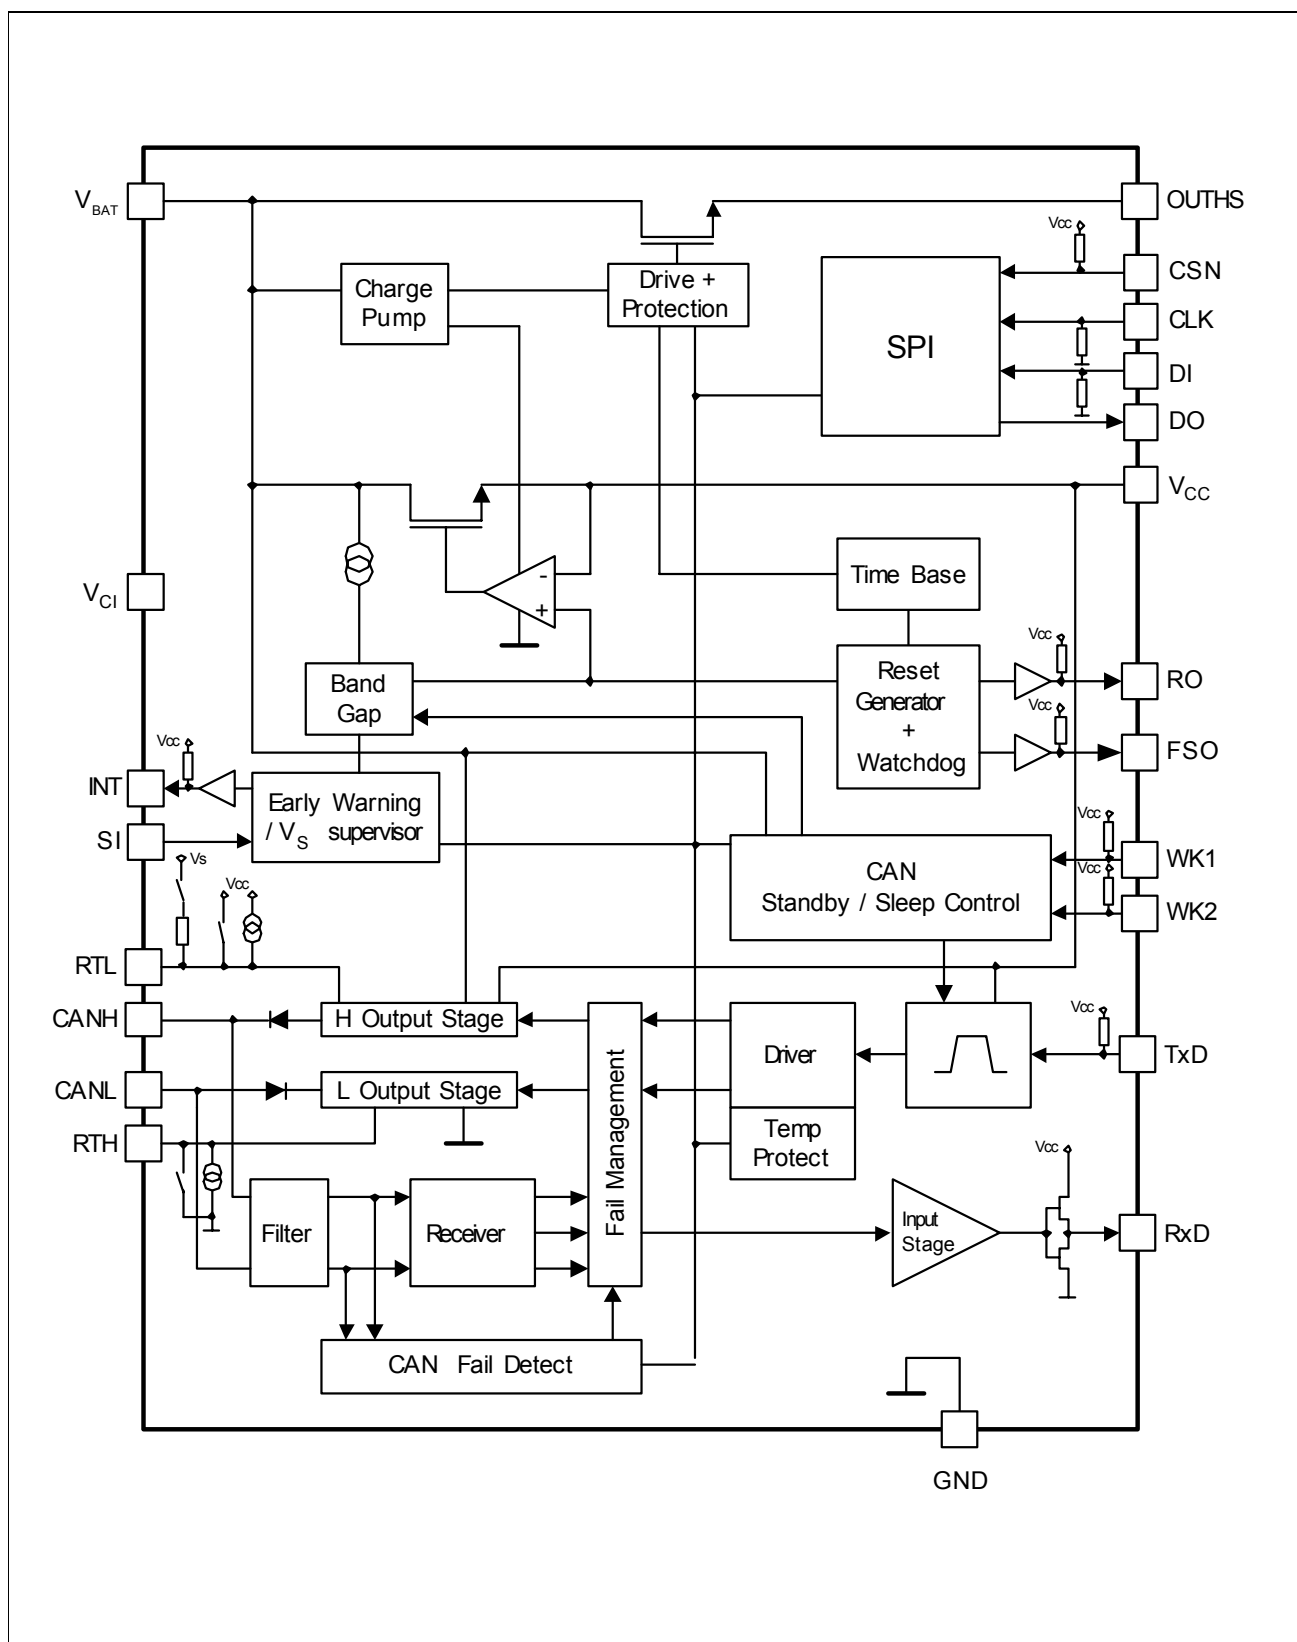 V_BAT
OUTHS
Vcc
CSN
Charge
Pump
Drive +
Protection
SPI
CLK
DI
DO
V_CC
V_CI
-
+
Time Base
Band
Gap
Reset
Generator
+
Watchdog
Vcc
RO
Vcc
FSO
Vcc
INT
SI
Early Warning
/ V_S supervisor
Vs
Vcc
CAN
Standby / Sleep Control
Vcc
WK1
Vcc
WK2
RTL
CANH
H Output Stage
CANL
L Output Stage
RTH
Fail Management
Driver
Temp
Protect
Vcc
TxD
Filter
Receiver
Input
Stage
Vcc
RxD
CAN Fail Detect
GND